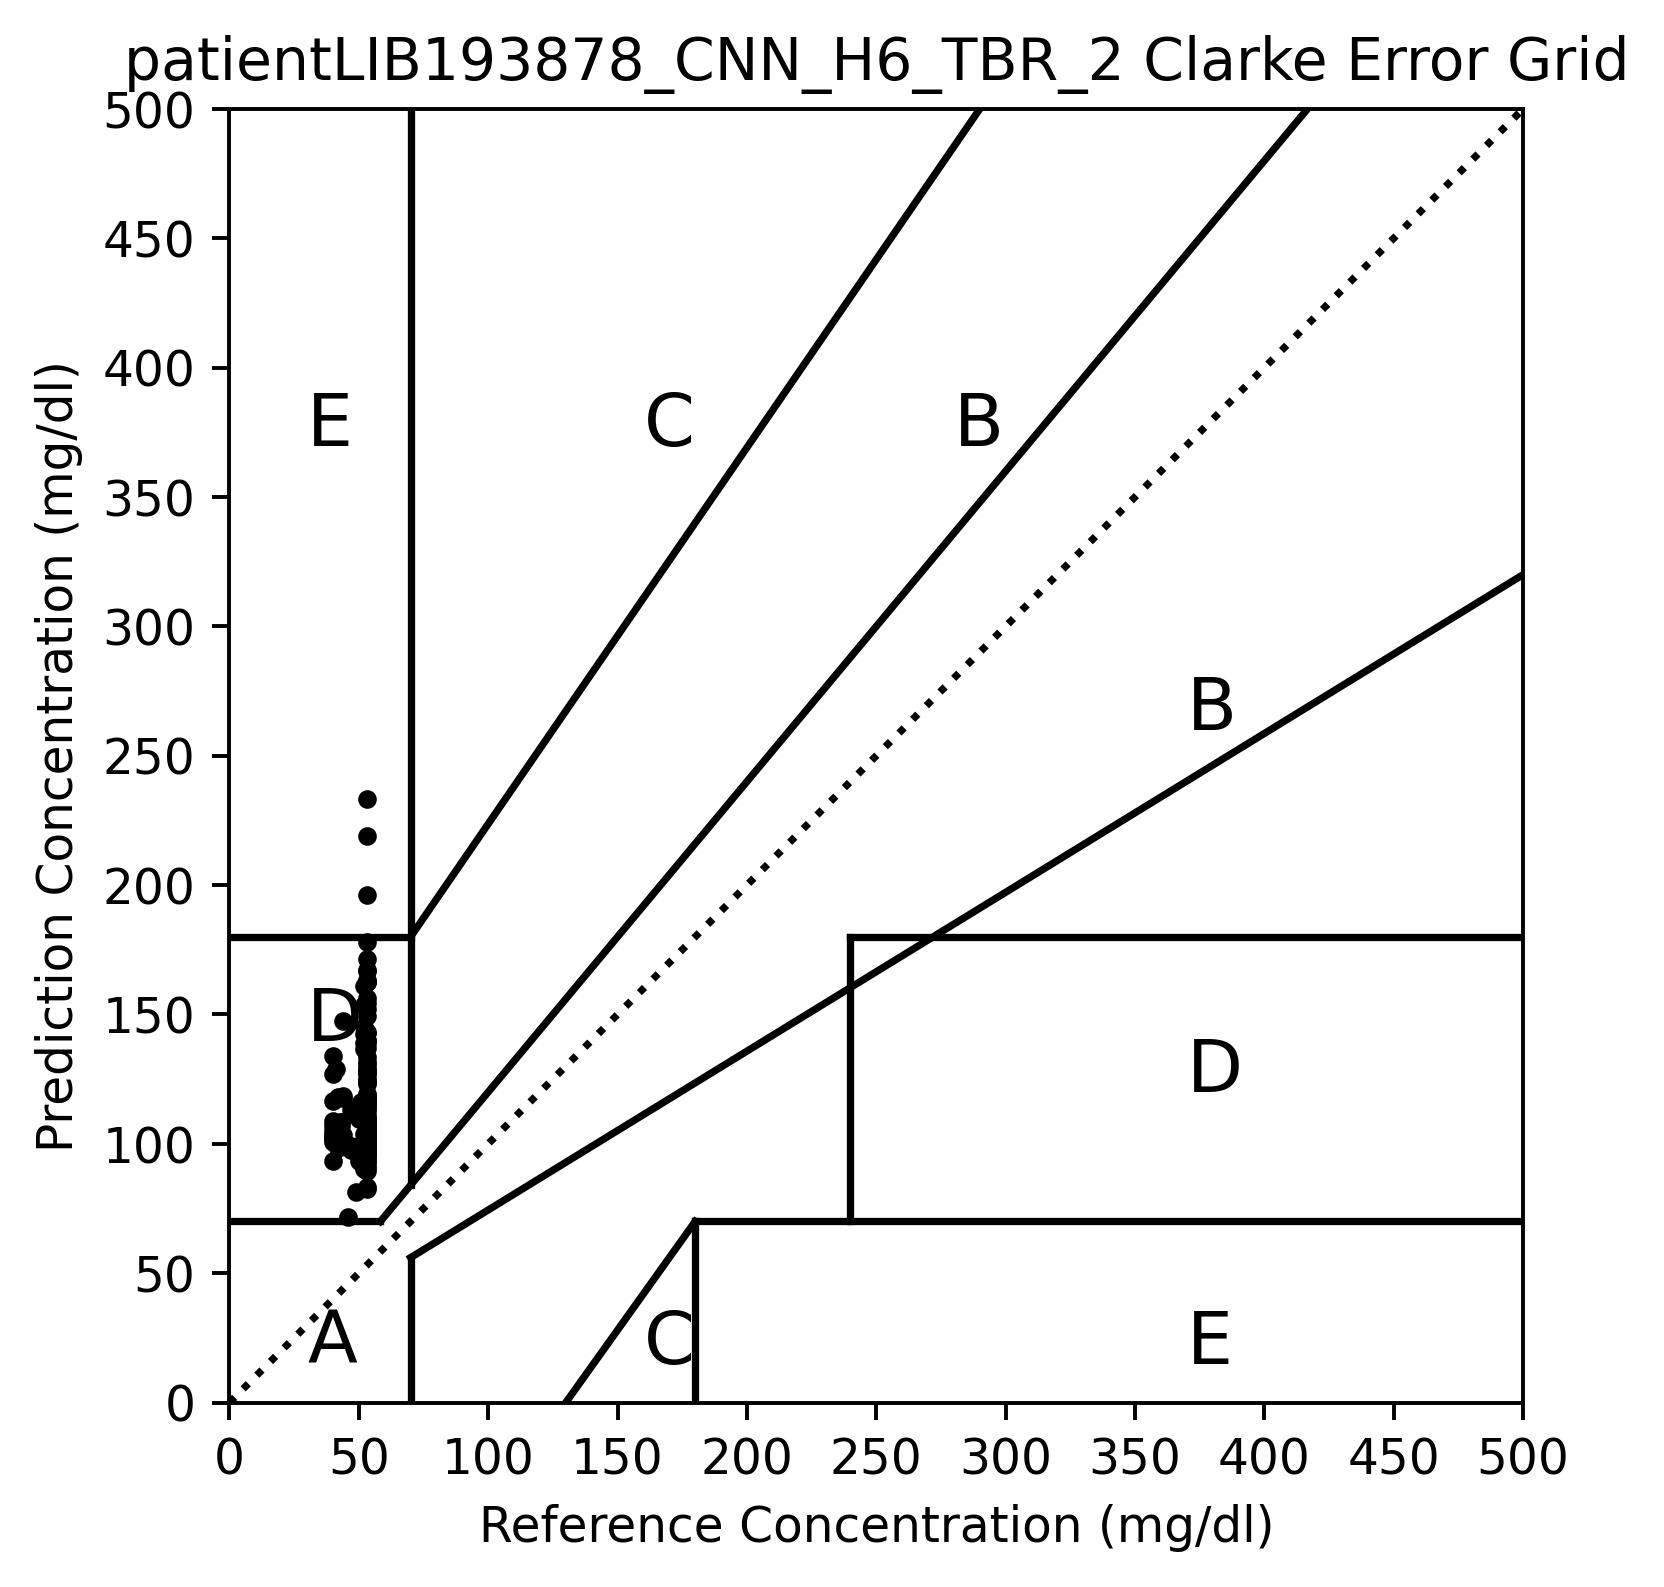 patientLIB193878_CNN_H6_TBR_2 Clarke Error Grid
500
450
400
350
300
250
200
150
100
50
0
Prediction Concentration (mg/dl)
E
C
B
B
D
D
A
C
E
0 50 100 150 200 250 300 350 400 450 500
Reference Concentration (mg/dl)